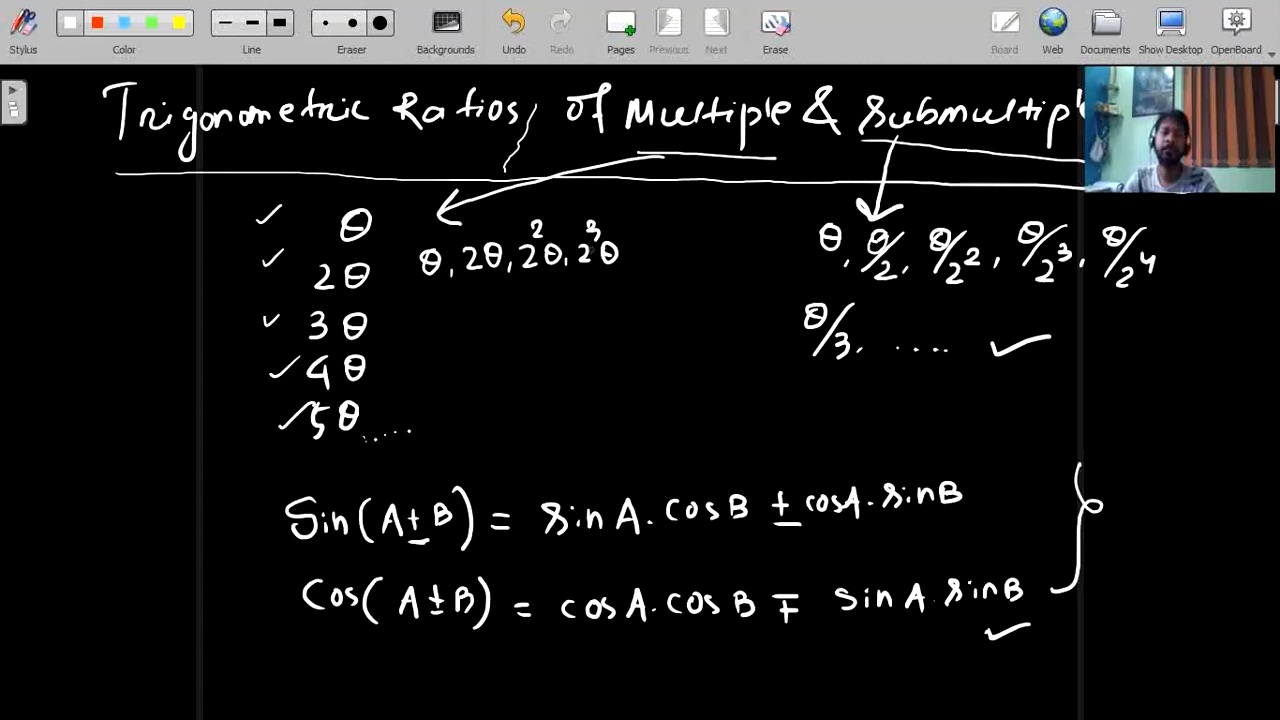 Stylus Color Line Eraser Backgrounds Undo Redo Pages Previous Next Erase Board Web Documents Show Desktop OpenBoard
Trigonometric Ratios, of Multiple & Submultipl
θ
2θ
3θ
4θ
5θ .....
θ, 2θ, 2²θ, 2³θ
θ, θ/2, θ/2², θ/2³, θ/2⁴
θ/3, ....
Sin(A±B) = sinA.cosB ± cosA.sinB
Cos(A±B) = cosA.cosB ∓ sinA.sinB